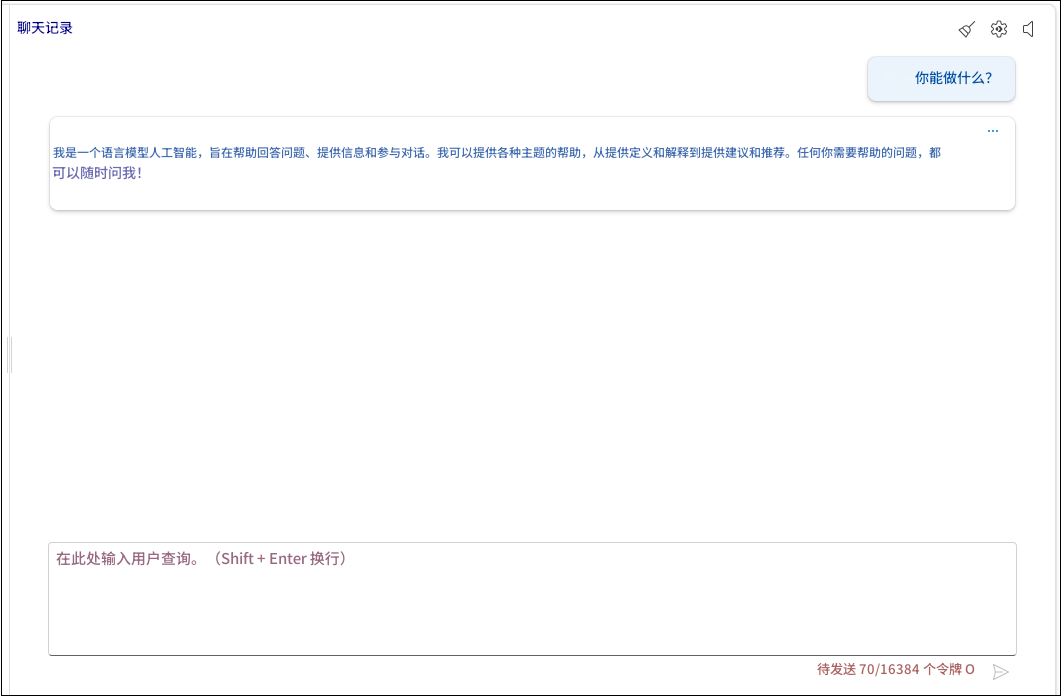 聊天记录
你能做什么?
...
我是一个语言模型人工智能，旨在帮助回答问题、提供信息和参与对话。我可以提供各种主题的帮助，从提供定义和解释到提供建议和推荐。任何你需要帮助的问题，都
可以随时问我！
在此处输入用户查询。（Shift + Enter 换行）
待发送 70/16384 个令牌 O